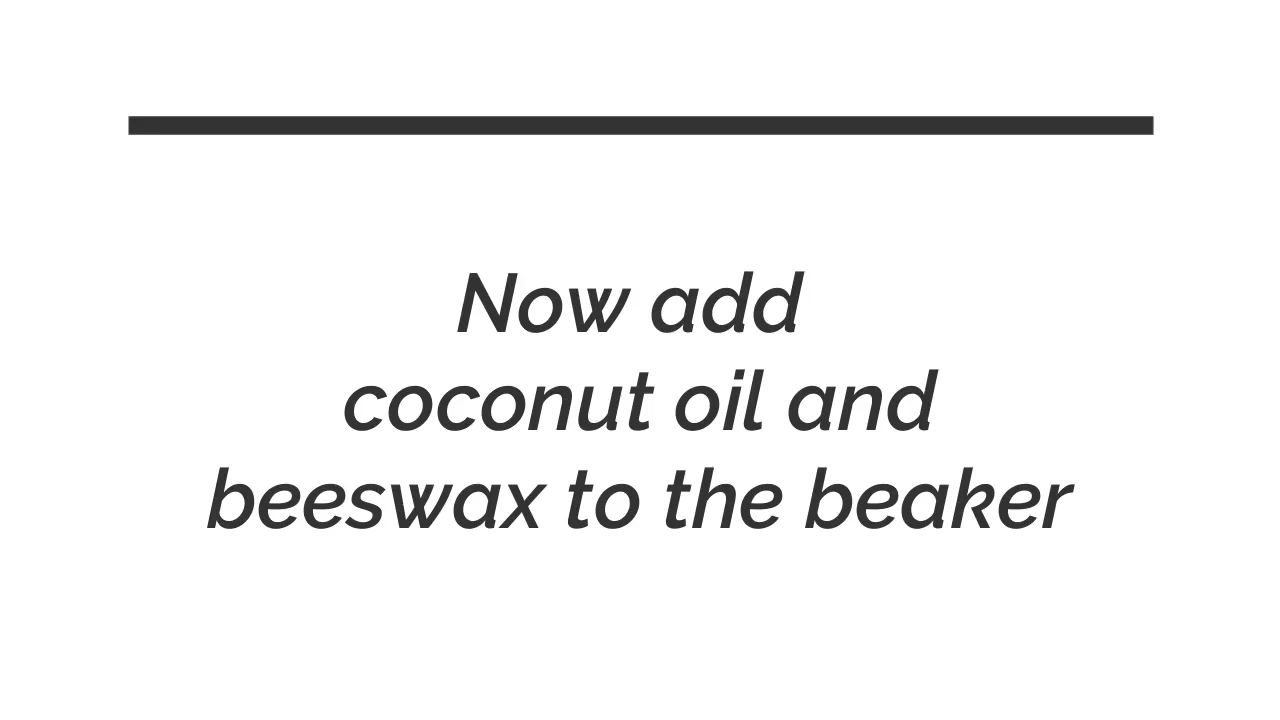 Now add
coconut oil and
beeswax to the beaker